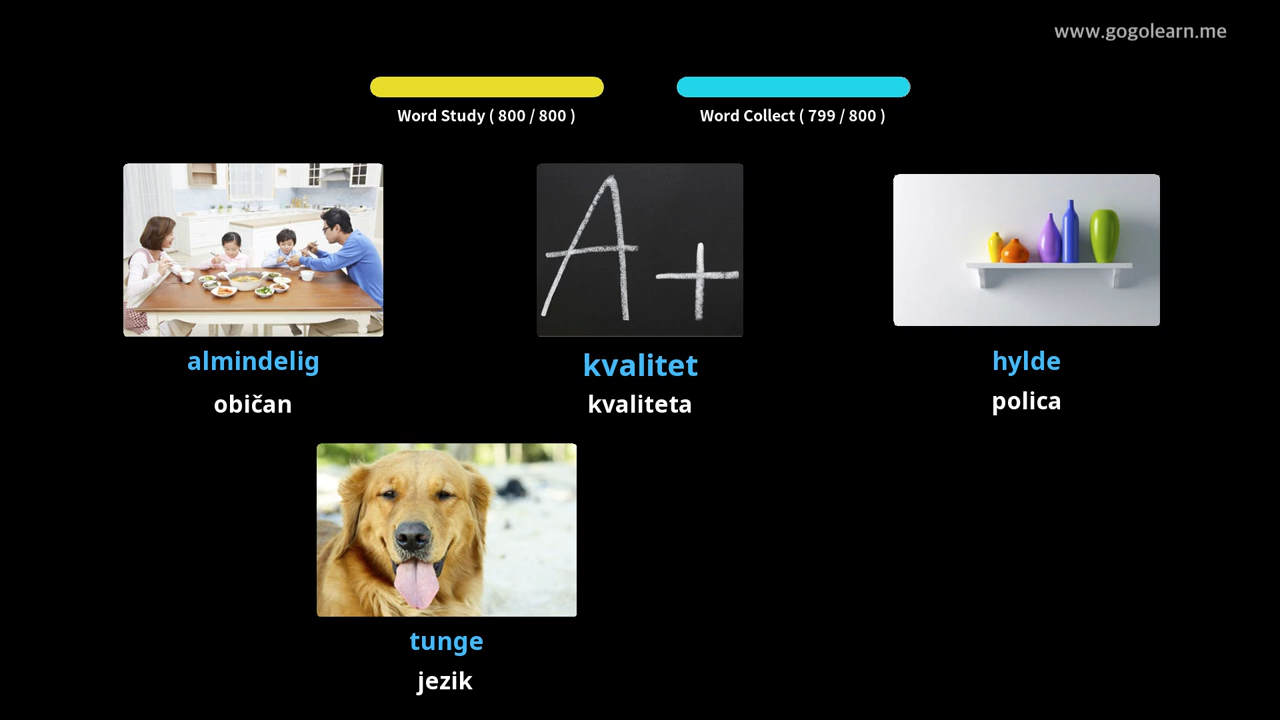 www.gogolearn.me
Word Study ( 800 / 800 )
Word Collect ( 799 / 800 )
A+
almindelig
kvalitet
hylde
običan
kvaliteta
polica
tunge
jezik